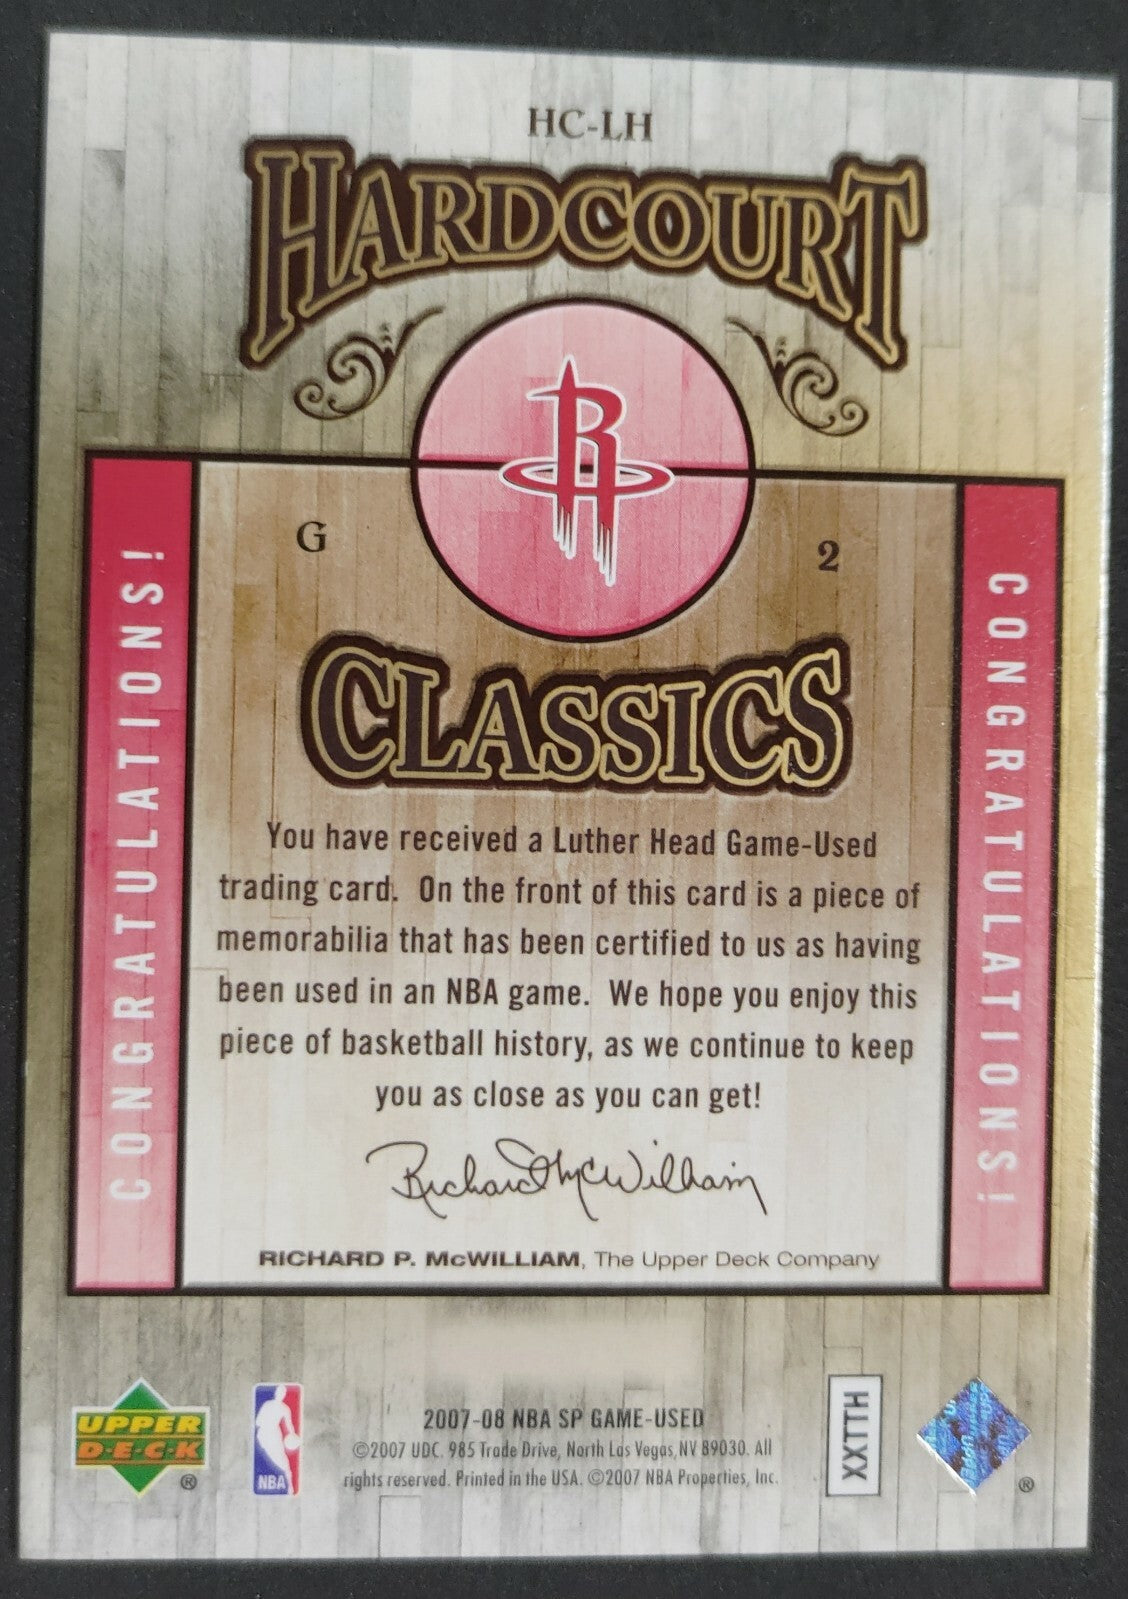 HC-LH
HARDCOURT
G
2
CLASSICS
CONGRATULATIONS!
CONGRATULATIONS!
You have received a Luther Head Game-Used
trading card. On the front of this card is a piece of
memorabilia that has been certified to us as having
been used in an NBA game. We hope you enjoy this
piece of basketball history, as we continue to keep
you as close as you can get!
Richard McWilliam
RICHARD P. McWILLIAM, The Upper Deck Company
UPPER
D·E·C·K
®
NBA
2007-08 NBA SP GAME-USED
©2007 UDC. 985 Trade Drive, North Las Vegas, NV 89030. All
rights reserved. Printed in the USA. ©2007 NBA Properties, Inc.
XXTTH
®